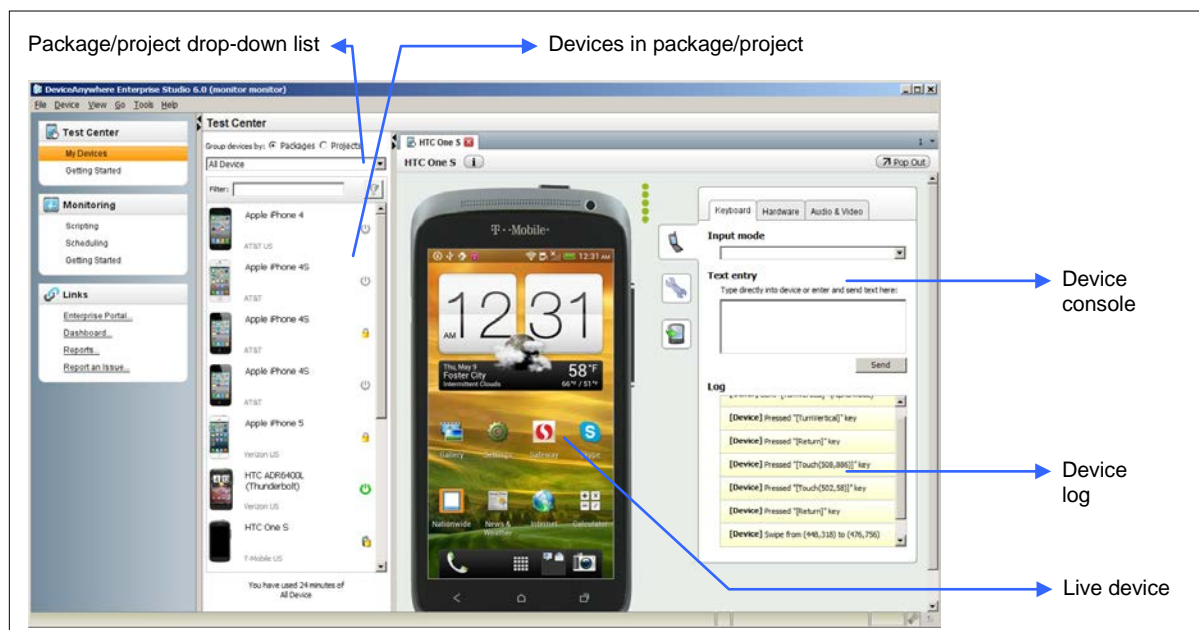 Package/project drop-down list
Devices in package/project
DeviceAnywhere Enterprise Studio 6.0 (monitor monitor)
File Device View Go Tools Help
Test Center
My Devices
Getting Started
Monitoring
Scripting
Scheduling
Getting Started
Links
Enterprise Portal...
Dashboard...
Reports...
Report an Issue...
Test Center
Group devices by: Packages Projects
All Device
Filter:
Apple iPhone 4
AT&T US
Apple iPhone 4S
AT&T
Apple iPhone 4S
AT&T
Apple iPhone 4S
AT&T
Apple iPhone 5
Verizon US
HTC ADR6400L
(Thunderbolt)
Verizon US
HTC One S
T-Mobile US
You have used 24 minutes of
All Device
HTC One S
1
HTC One S i
Pop Out
T··Mobile·
12:31 AM
AM 12 31
Thu, May 9
Foster City
Intermittent Clouds
58°F
66°F / 51°F
Gallery Settings Safeway Skype
Nationwide News & Weather Internet Calculator
Keyboard Hardware Audio & Video
Input mode
Text entry
Type directly into device or enter and send text here:
Send
Log
[Device] Pressed "[TurnVertical]" key
[Device] Pressed "[Return]" key
[Device] Pressed "[Touch(508,886)]" key
[Device] Pressed "[Touch(502,58)]" key
[Device] Pressed "[Return]" key
[Device] Swipe from (448,318) to (476,756)
Device
console
Device
log
Live device